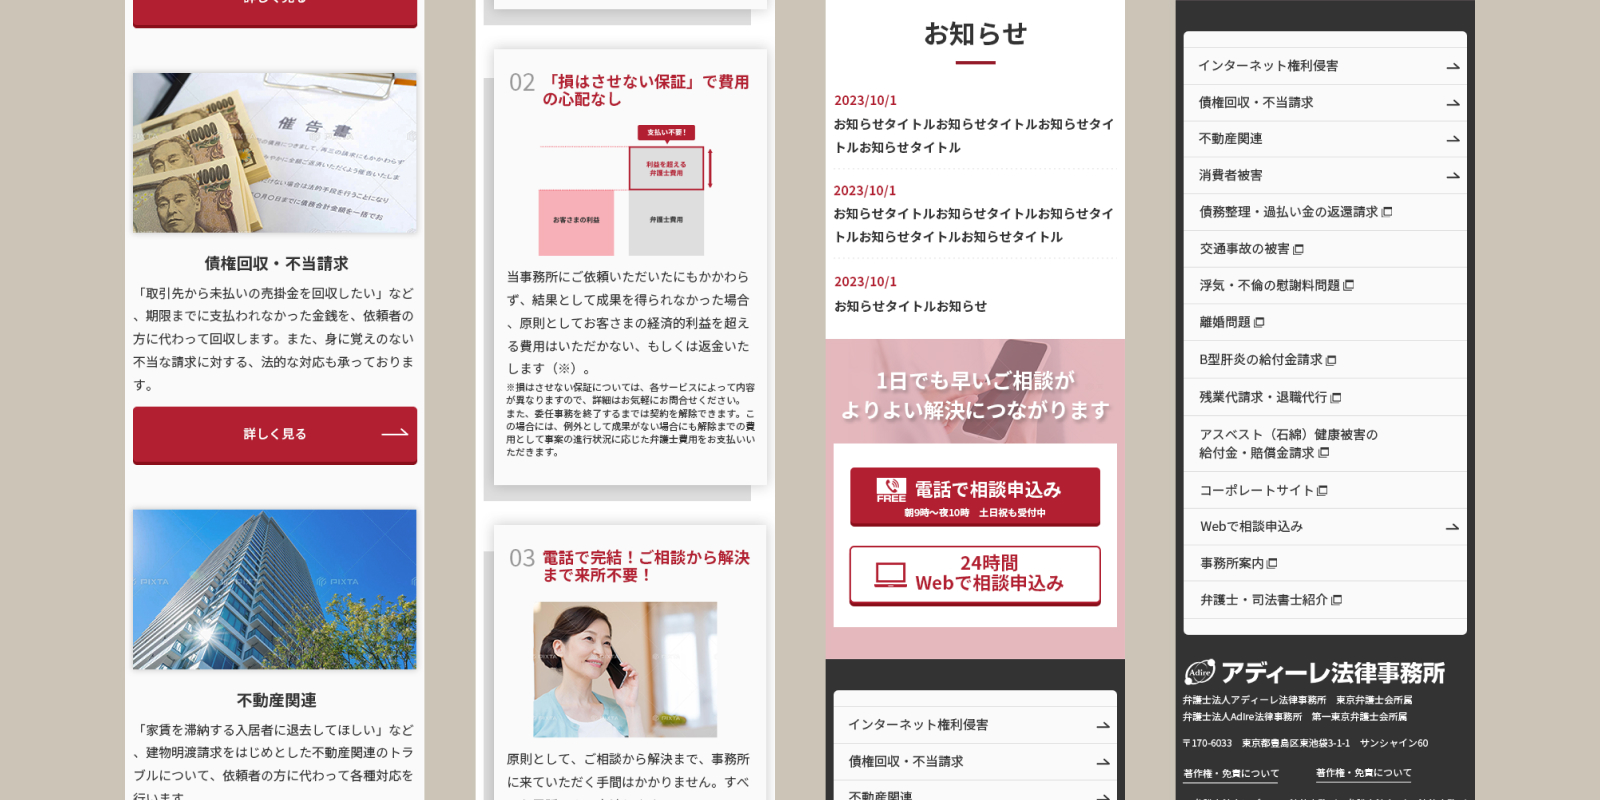 詳しく見る
催告書
10000
10000
10000
債権回収・不当請求
「取引先から未払いの売掛金を回収したい」など
、期限までに支払われなかった金銭を、依頼者の
方に代わって回収します。また、身に覚えのない
不当な請求に対する、法的な対応も承っておりま
す。
詳しく見る
PIXTA
PIXTA
不動産関連
「家賃を滞納する入居者に退去してほしい」など
、建物明渡請求をはじめとした不動産関連のトラ
ブルについて、依頼者の方に代わって各種対応を
行います
02 「損はさせない保証」で費用
の心配なし
支払い不要！
利益を超える
弁護士費用
お客さまの利益
弁護士費用
当事務所にご依頼いただいたにもかかわら
ず、結果として成果を得られなかった場合
、原則としてお客さまの経済的利益を超え
る費用はいただかない、もしくは返金いた
します（※）。
※損はさせない保証については、各サービスによって内容
が異なりますので、詳細はお気軽にお問合せください。
また、委任事務を終了するまでは契約を解除できます。こ
の場合には、例外として成果がない場合にも解除までの費
用として事案の進行状況に応じた弁護士費用をお支払いい
ただきます。
03 電話で完結！ご相談から解決
まで来所不要！
PIXTA
原則として、ご相談から解決まで、事務所
に来ていただく手間はかかりません。すべ
お知らせ
2023/10/1
お知らせタイトルお知らせタイトルお知らせタイ
トルお知らせタイトル
2023/10/1
お知らせタイトルお知らせタイトルお知らせタイ
トルお知らせタイトルお知らせタイトル
2023/10/1
お知らせタイトルお知らせ
1日でも早いご相談が
よりよい解決につながります
FREE 電話で相談申込み
朝9時〜夜10時　土日祝も受付中
24時間
Webで相談申込み
インターネット権利侵害
債権回収・不当請求
不動産関連
インターネット権利侵害
債権回収・不当請求
不動産関連
消費者被害
債務整理・過払い金の返還請求
交通事故の被害
浮気・不倫の慰謝料問題
離婚問題
B型肝炎の給付金請求
残業代請求・退職代行
アスベスト（石綿）健康被害の
給付金・賠償金請求
コーポレートサイト
Webで相談申込み
事務所案内
弁護士・司法書士紹介
Adire アディーレ法律事務所
弁護士法人アディーレ法律事務所　東京弁護士会所属
弁護士法人AdIre法律事務所　第一東京弁護士会所属
〒170-6033　東京都豊島区東池袋3-1-1　サンシャイン60
著作権・免責について　著作権・免責について